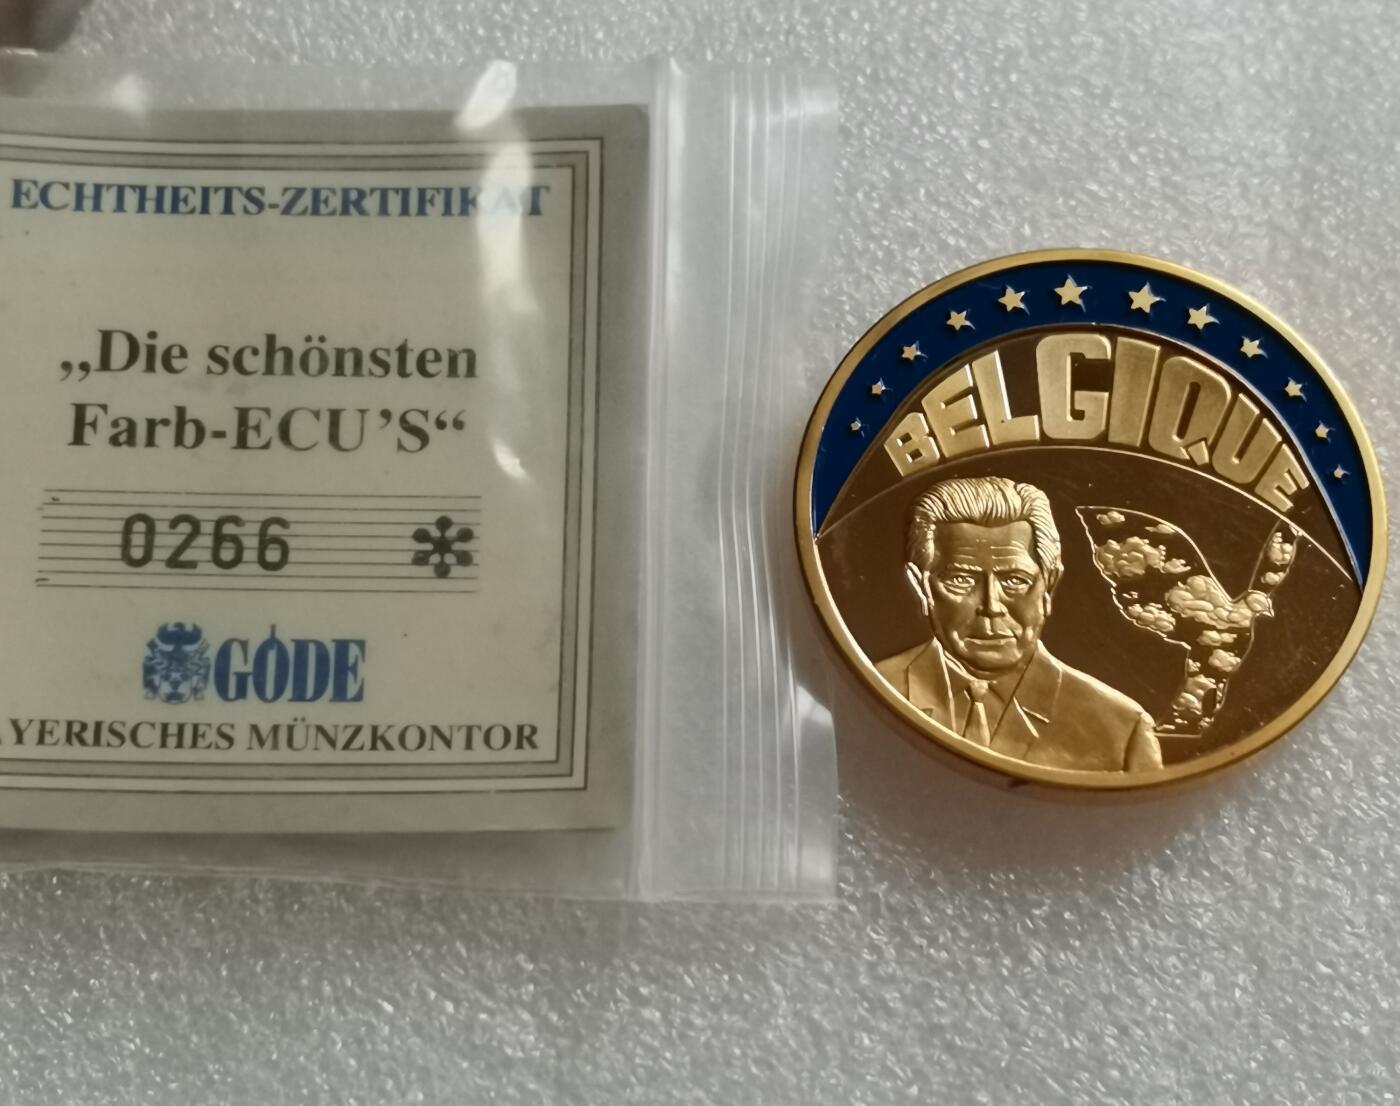 ECHTHEITS-ZERTIFIKAT
„Die schönsten
Farb-ECU’S“
0266
GÖDE
YERISCHES MÜNZKONTOR
BELGIQUE